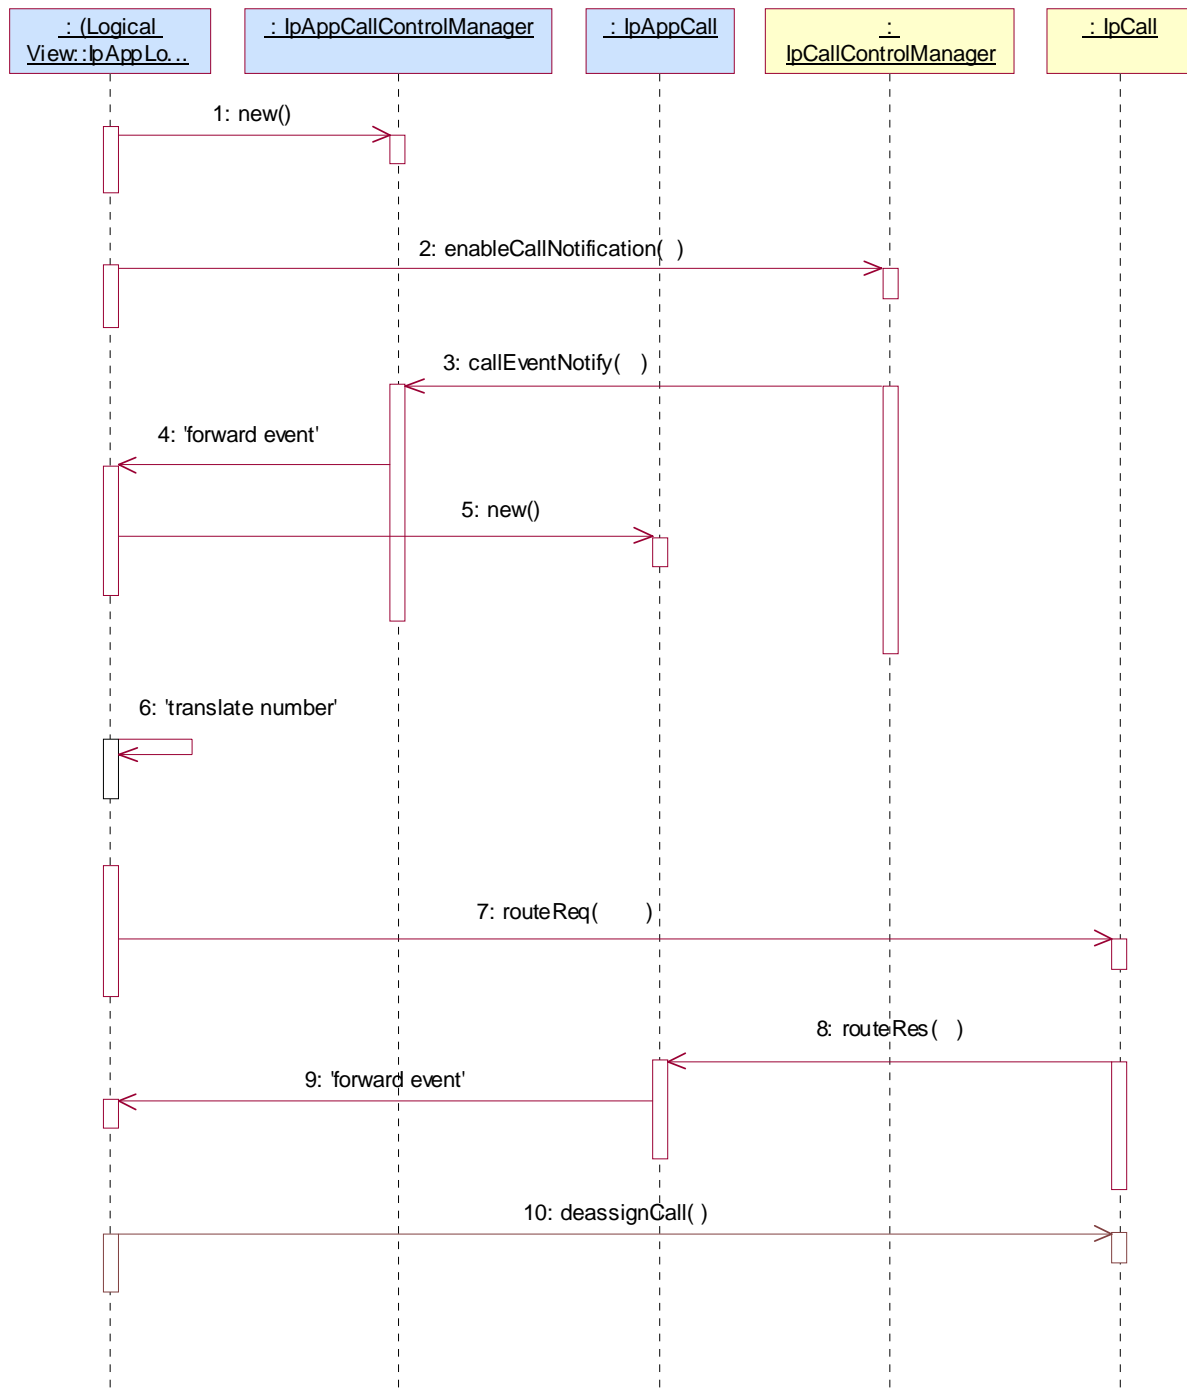 : (Logical
View::IpAppLo...
: IpAppCallControlManager
: IpAppCall
:
IpCallControlManager
: IpCall
1: new()
2: enableCallNotification( )
3: callEventNotify( )
4: 'forward event'
5: new()
6: 'translate number'
7: routeReq( )
8: routeRes( )
9: 'forward event'
10: deassignCall( )